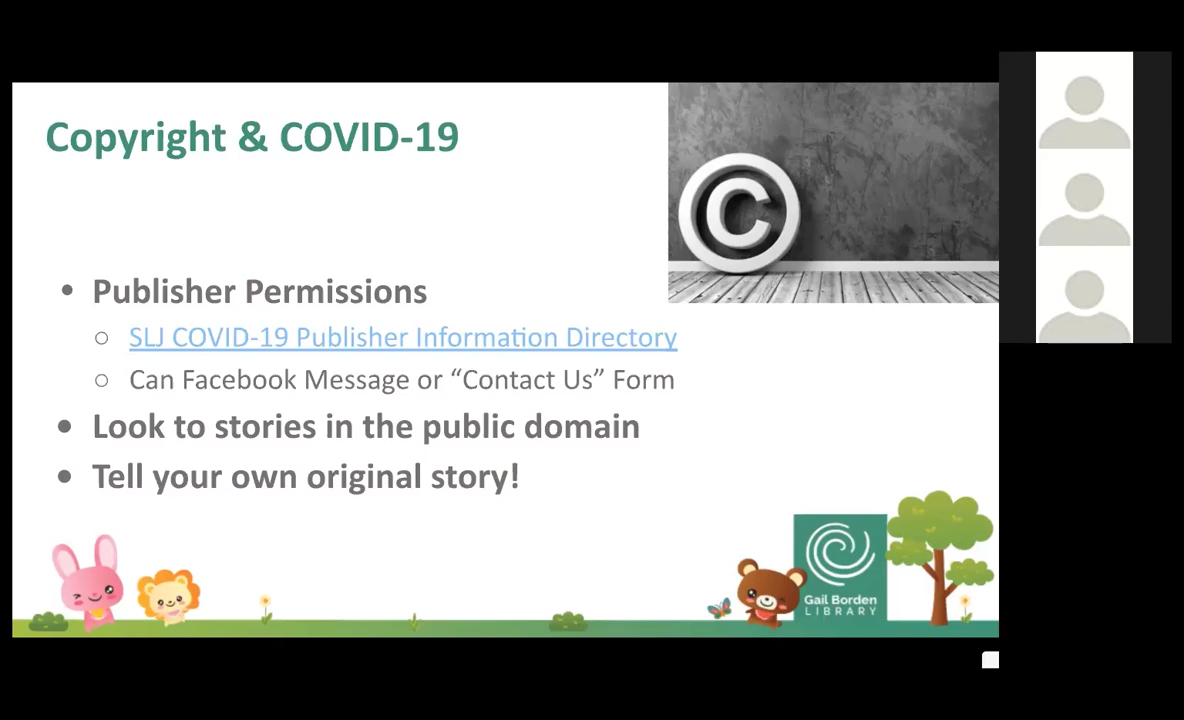 Copyright & COVID-19
• Publisher Permissions
○ SLJ COVID-19 Publisher Information Directory
○ Can Facebook Message or “Contact Us” Form
• Look to stories in the public domain
• Tell your own original story!
Gail Borden
LIBRARY